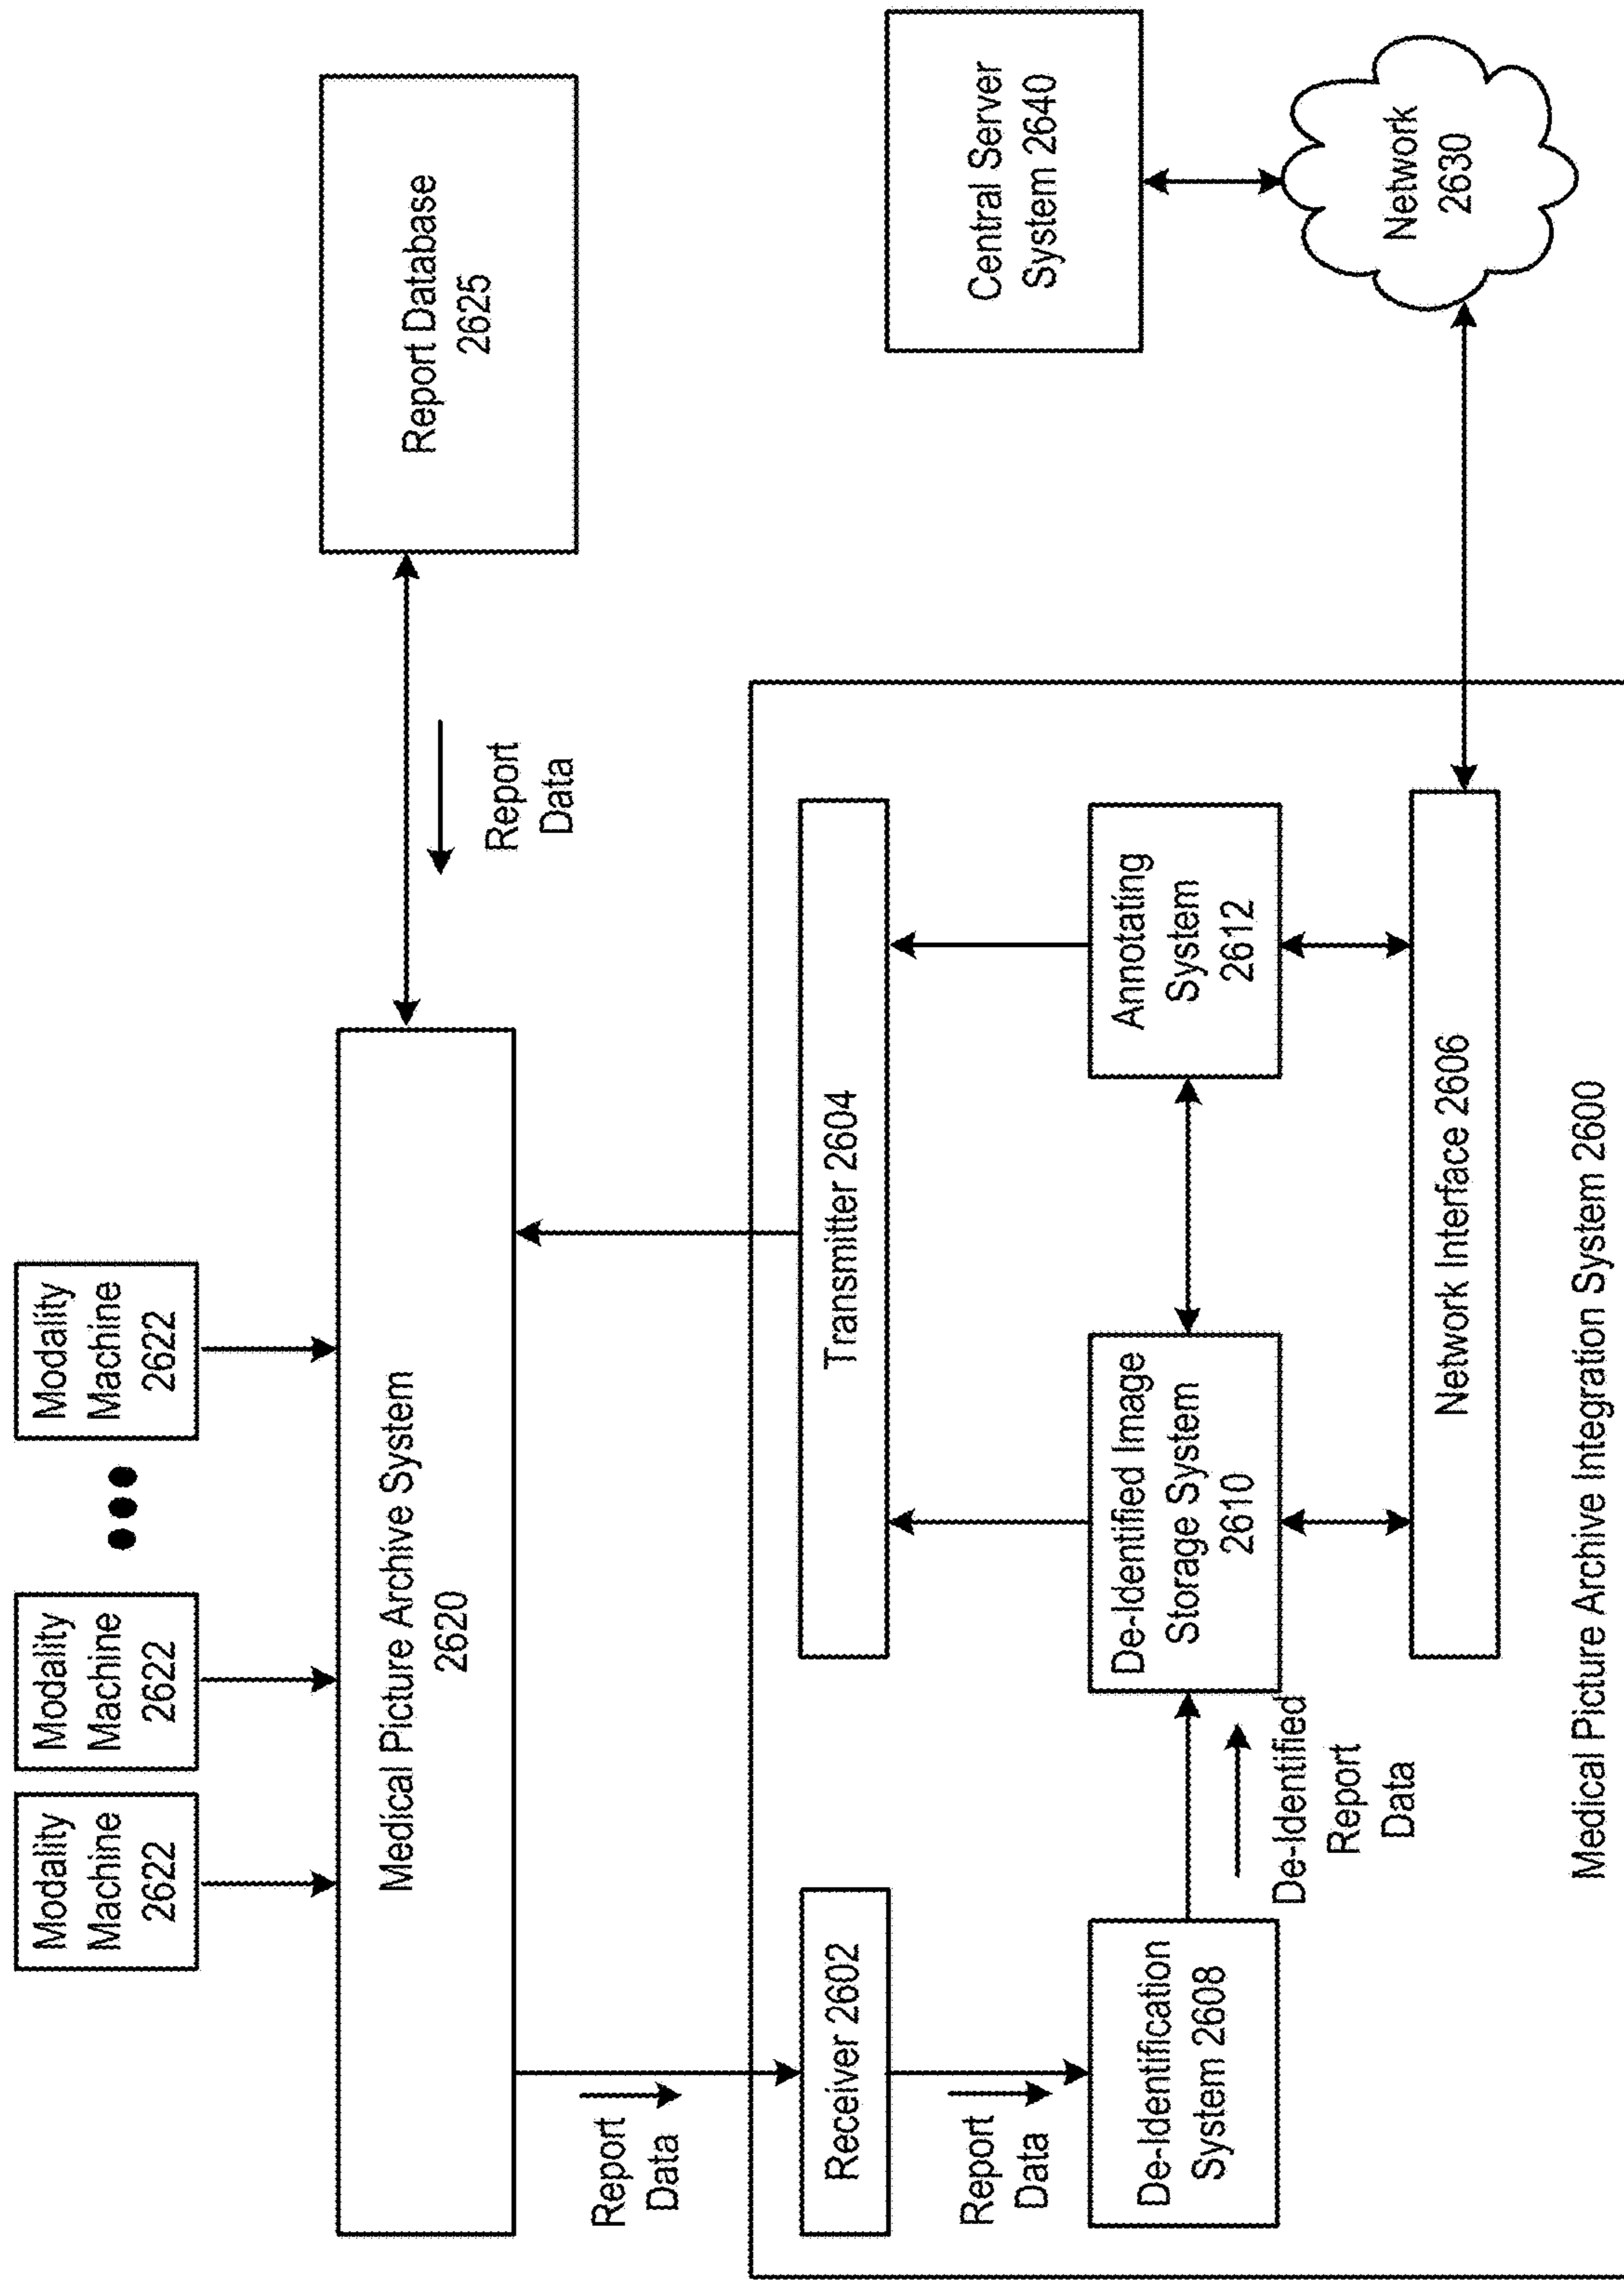 Modality
Machine
2622
Modality
Machine
2622
Modality
Machine
2622
Medical Picture Archive System
2620
Report Database
2625
Report
Data
Report
Data
Receiver 2602
Transmitter 2604
Report
Data
De-Identification
System 2608
De-Identified
Report
Data
De-Identified Image
Storage System
2610
Annotating
System
2612
Network Interface 2606
Medical Picture Archive Integration System 2600
Central Server
System 2640
Network
2630